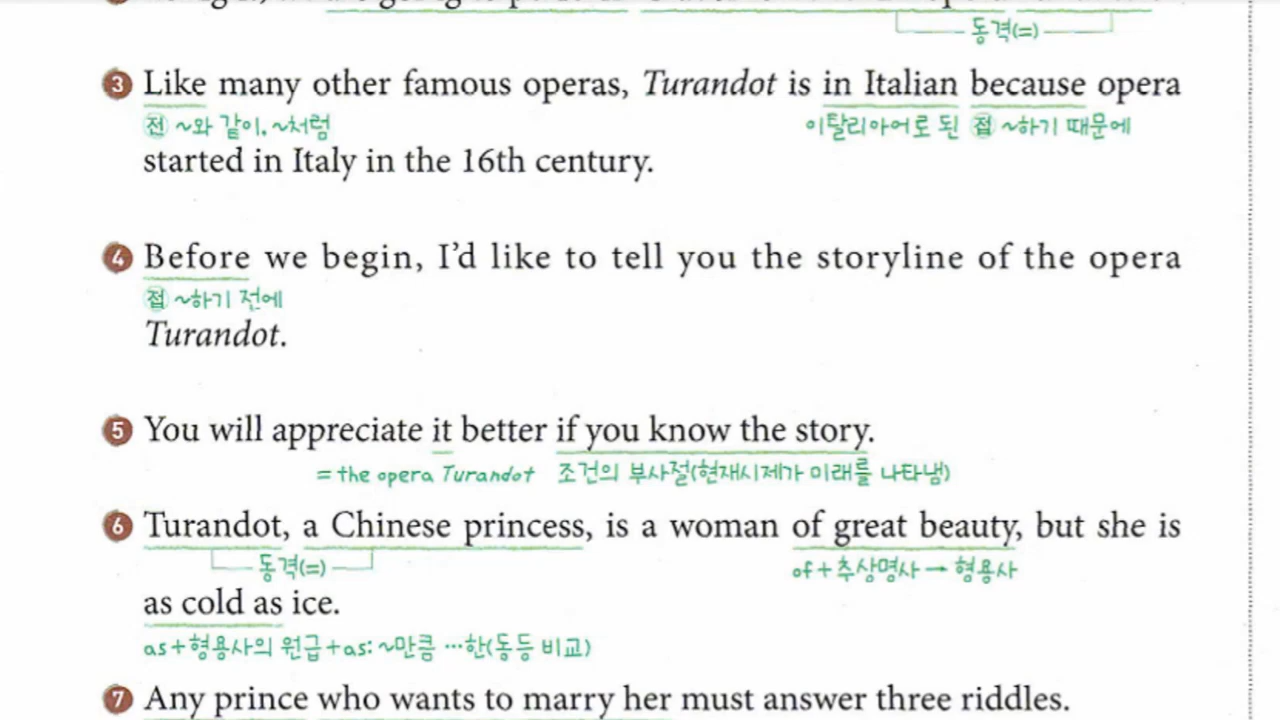 동격(=)
3 Like many other famous operas, Turandot is in Italian because opera
전 ~와 같이, ~처럼 이탈리아어로 된 접 ~하기 때문에
started in Italy in the 16th century.
4 Before we begin, I'd like to tell you the storyline of the opera
접 ~하기 전에
Turandot.
5 You will appreciate it better if you know the story.
= the opera Turandot 조건의 부사절(현재시제가 미래를 나타냄)
6 Turandot, a Chinese princess, is a woman of great beauty, but she is
동격(=) of+추상명사 → 형용사
as cold as ice.
as+형용사의 원급+as: ~만큼 …한(동등 비교)
7 Any prince who wants to marry her must answer three riddles.